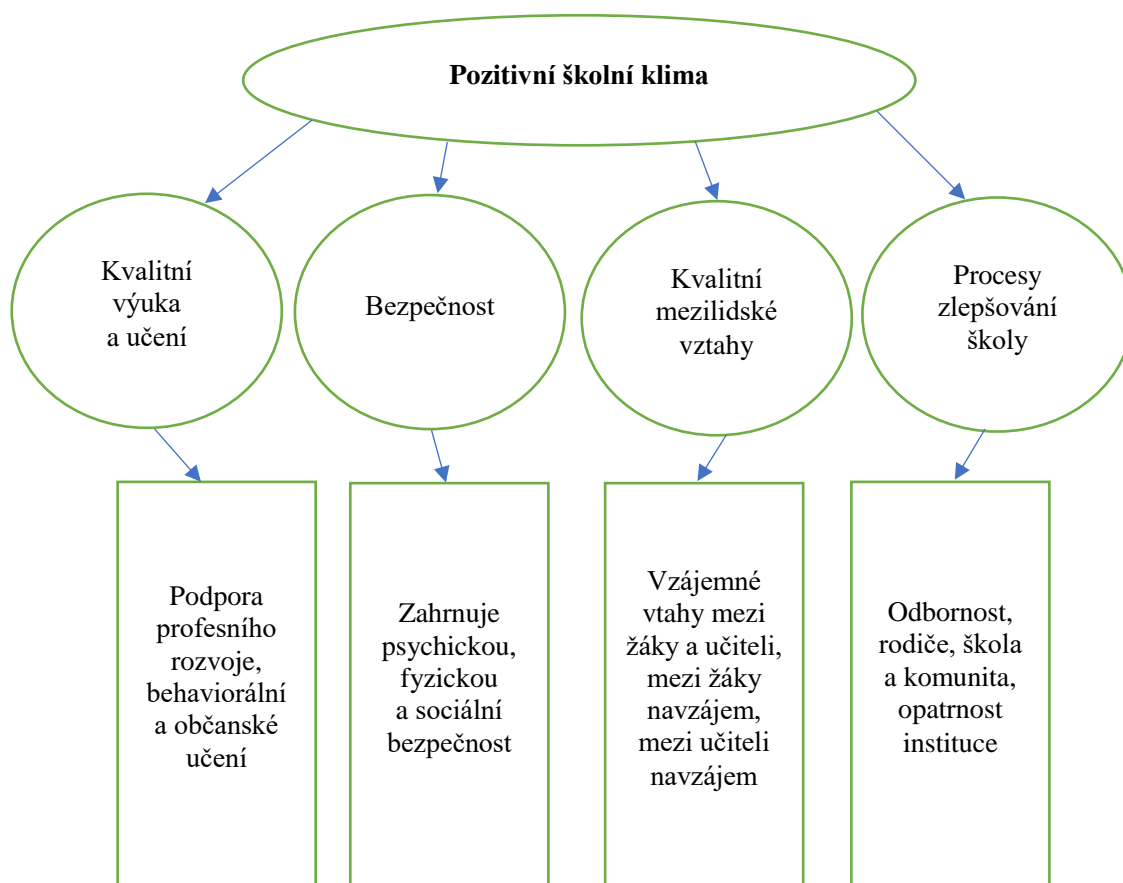 Pozitivní školní klima
Kvalitní
výuka
a učení
Bezpečnost
Kvalitní
mezilidské
vztahy
Procesy
zlepšování
školy
Podpora
profesního
rozvoje,
behaviorální
a občanské
učení
Zahrnuje
psychickou,
fyzickou
a sociální
bezpečnost
Vzájemné
vtahy mezi
žáky a učiteli,
mezi žáky
navzájem,
mezi učiteli
navzájem
Odbornost,
rodiče, škola
a komunita,
opatrnost
instituce